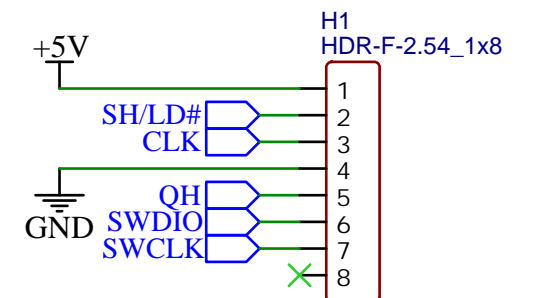 H1
HDR-F-2.54_1x8
+5V
1
SH/LD# 2
CLK 3
4
QH 5
GND SWDIO 6
SWCLK 7
8